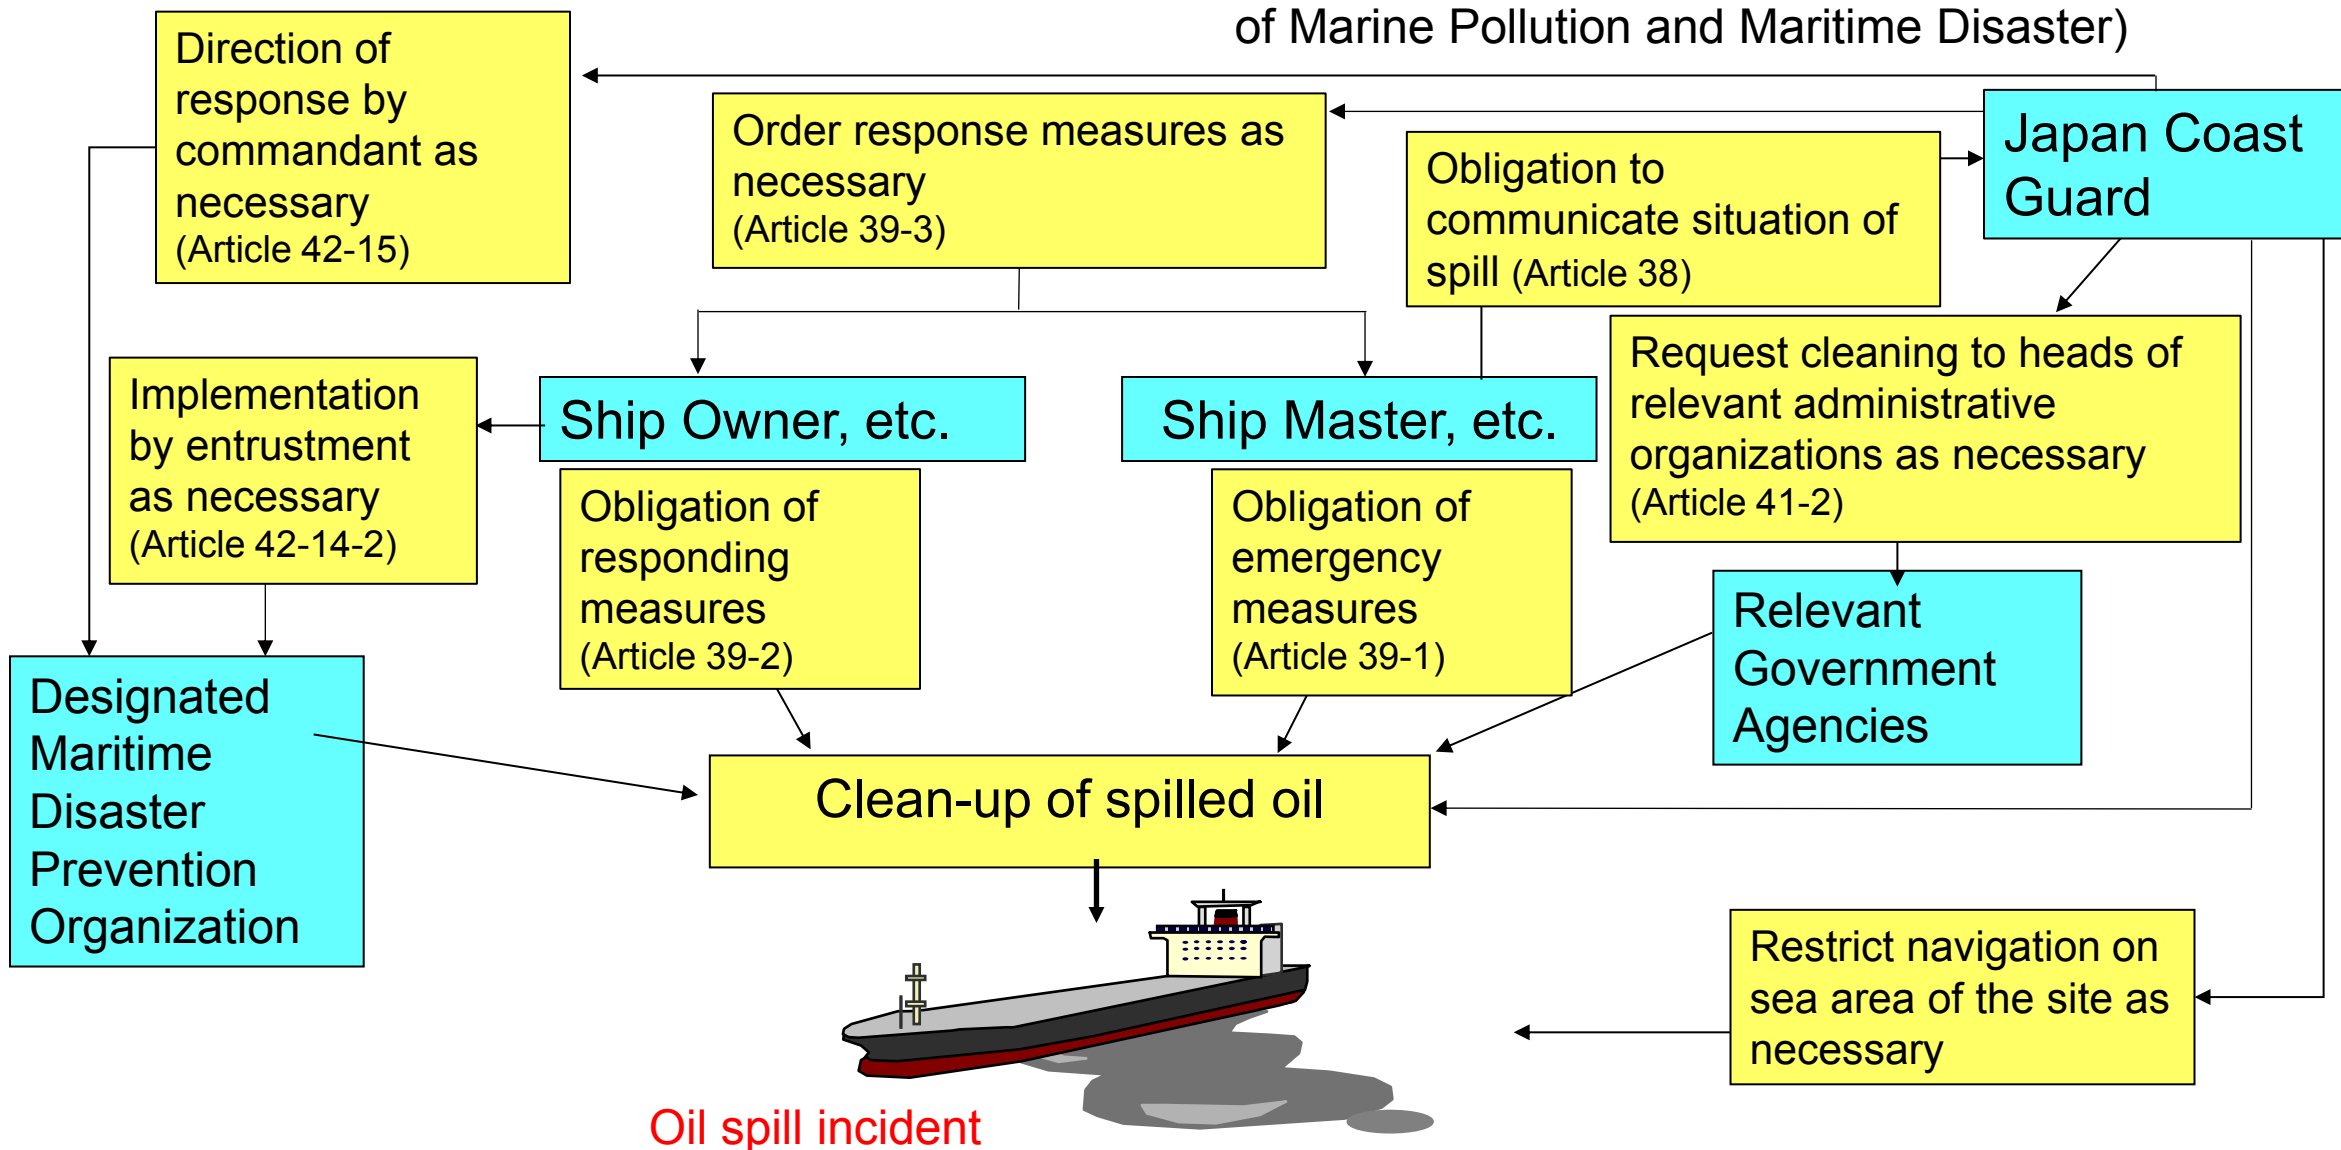 of Marine Pollution and Maritime Disaster)
Direction of
response by
commandant as
necessary
(Article 42-15)
Order response measures as
necessary
(Article 39-3)
Obligation to
communicate situation of
spill (Article 38)
Japan Coast
Guard
Implementation
by entrustment
as necessary
(Article 42-14-2)
Ship Owner, etc.
Ship Master, etc.
Request cleaning to heads of
relevant administrative
organizations as necessary
(Article 41-2)
Obligation of
responding
measures
(Article 39-2)
Obligation of
emergency
measures
(Article 39-1)
Relevant
Government
Agencies
Designated
Maritime
Disaster
Prevention
Organization
Clean-up of spilled oil
Restrict navigation on
sea area of the site as
necessary
Oil spill incident